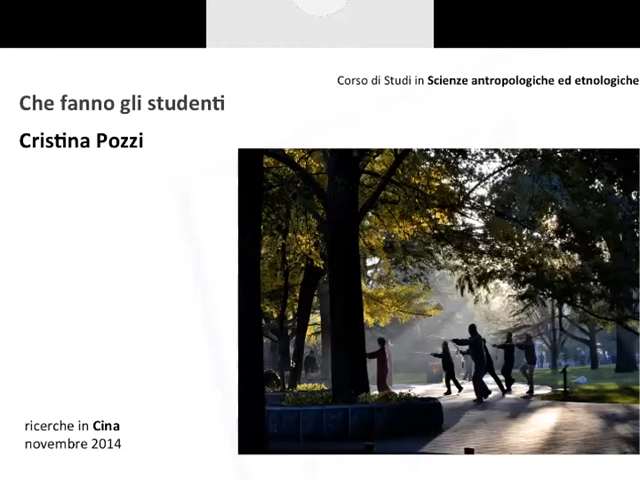 Corso di Studi in Scienze antropologiche ed etnologiche
Che fanno gli studenti
Cristina Pozzi
ricerche in Cina
novembre 2014